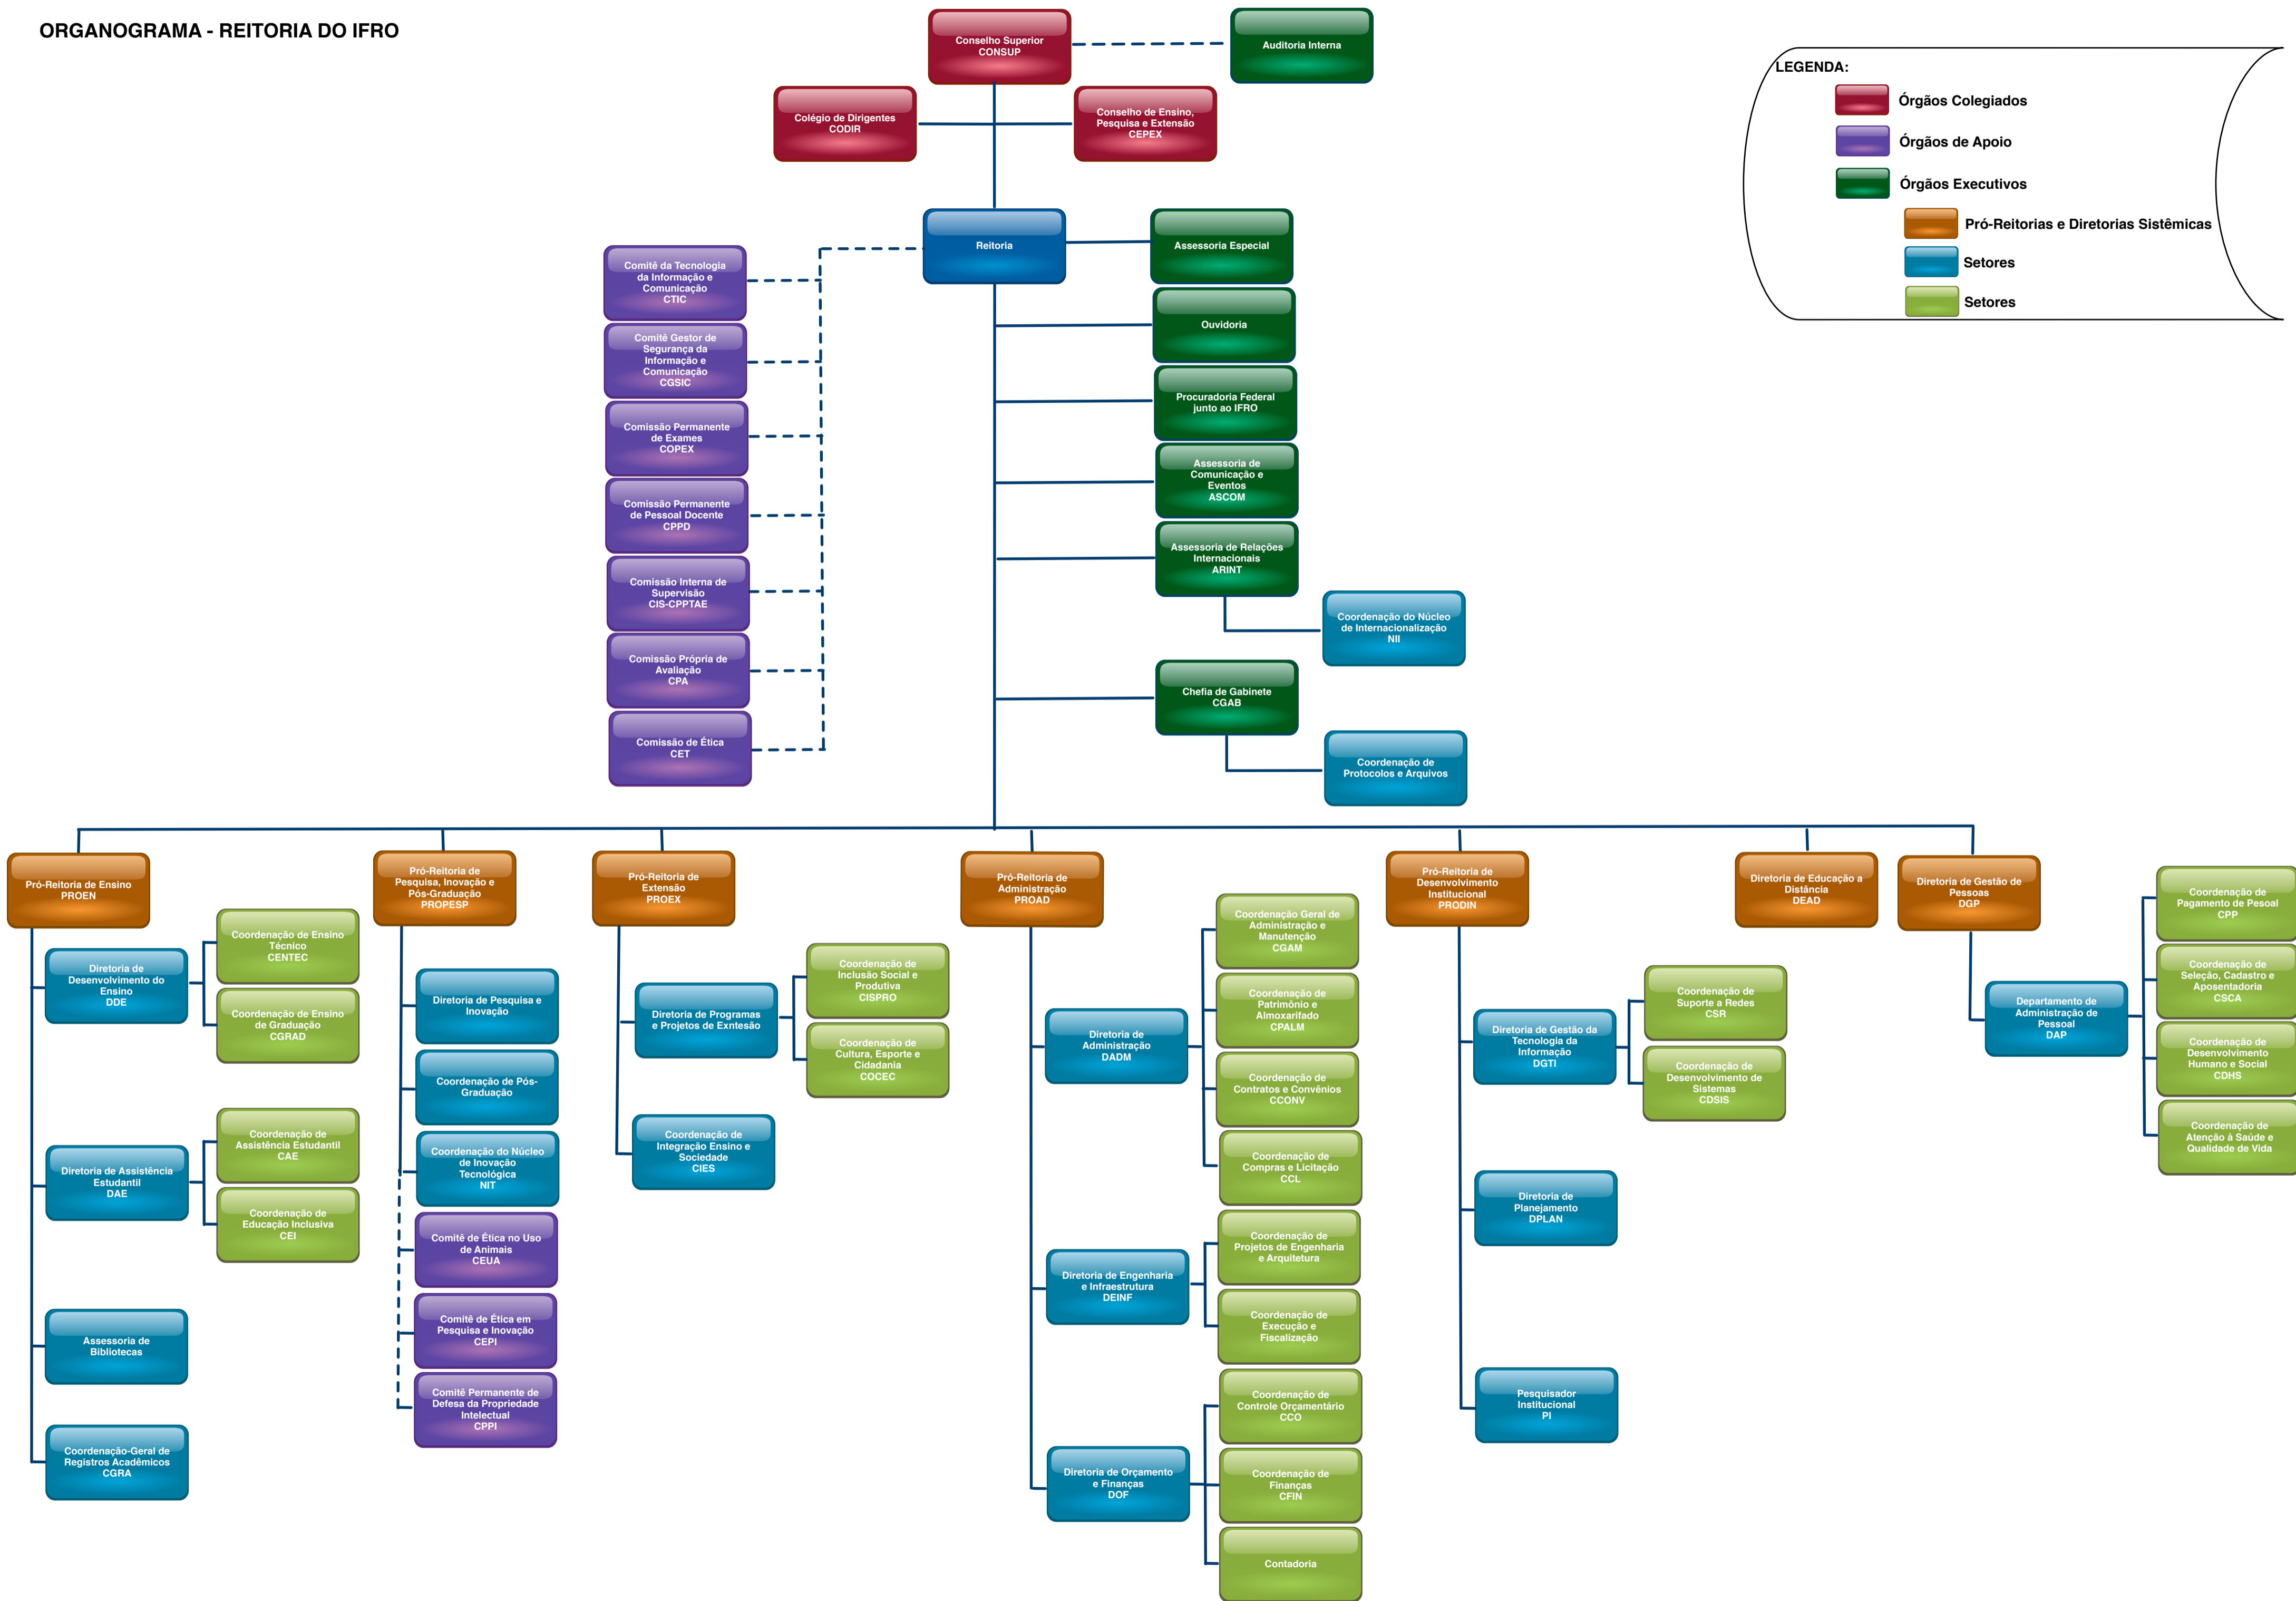 ORGANOGRAMA - REITORIA DO IFRO
Conselho Superior
CONSUP
Auditoria Interna
Colégio de Dirigentes
CODIR
Conselho de Ensino,
Pesquisa e Extensão
CEPEX
LEGENDA:
Órgãos Colegiados
Órgãos de Apoio
Órgãos Executivos
Pró-Reitorias e Diretorias Sistêmicas
Setores
Setores
Reitoria
Assessoria Especial
Ouvidoria
Procuradoria Federal
junto ao IFRO
Assessoria de
Comunicação e
Eventos
ASCOM
Assessoria de Relações
Internacionais
ARINT
Coordenação do Núcleo
de Internacionalização
NII
Chefia de Gabinete
CGAB
Coordenação de
Protocolos e Arquivos
Comitê da Tecnologia
da Informação e
Comunicação
CTIC
Comitê Gestor de
Segurança da
Informação e
Comunicação
CGSIC
Comissão Permanente
de Exames
COPEX
Comissão Permanente
de Pessoal Docente
CPPD
Comissão Interna de
Supervisão
CIS-CPPTAE
Comissão Própria de
Avaliação
CPA
Comissão de Ética
CET
Pró-Reitoria de Ensino
PROEN
Diretoria de
Desenvolvimento do
Ensino
DDE
Coordenação de Ensino
Técnico
CENTEC
Coordenação de Ensino
de Graduação
CGRAD
Diretoria de Assistência
Estudantil
DAE
Coordenação de
Assistência Estudantil
CAE
Coordenação de
Educação Inclusiva
CEI
Assessoria de
Bibliotecas
Coordenação-Geral de
Registros Acadêmicos
CGRA
Pró-Reitoria de
Pesquisa, Inovação e
Pós-Graduação
PROPESP
Diretoria de Pesquisa e
Inovação
Coordenação de Pós-
Graduação
Coordenação do Núcleo
de Inovação
Tecnológica
NIT
Comitê de Ética no Uso
de Animais
CEUA
Comitê de Ética em
Pesquisa e Inovação
CEPI
Comitê Permanente de
Defesa da Propriedade
Intelectual
CPPI
Pró-Reitoria de
Extensão
PROEX
Diretoria de Programas
e Projetos de Exntesão
Coordenação de
Inclusão Social e
Produtiva
CISPRO
Coordenação de
Cultura, Esporte e
Cidadania
COCEC
Coordenação de
Integração Ensino e
Sociedade
CIES
Pró-Reitoria de
Administração
PROAD
Diretoria de
Administração
DADM
Coordenação Geral de
Administração e
Manutenção
CGAM
Coordenação de
Patrimônio e
Almoxarifado
CPALM
Coordenação de
Contratos e Convênios
CCONV
Coordenação de
Compras e Licitação
CCL
Diretoria de Engenharia
e Infraestrutura
DEINF
Coordenação de
Projetos de Engenharia
e Arquitetura
Coordenação de
Execução e
Fiscalização
Diretoria de Orçamento
e Finanças
DOF
Coordenação de
Controle Orçamentário
CCO
Coordenação de
Finanças
CFIN
Contadoria
Pró-Reitoria de
Desenvolvimento
Institucional
PRODIN
Diretoria de Gestão da
Tecnologia da
Informação
DGTI
Coordenação de
Suporte a Redes
CSR
Coordenação de
Desenvolvimento de
Sistemas
CDSIS
Diretoria de
Planejamento
DPLAN
Pesquisador
Institucional
PI
Diretoria de Educação a
Distância
DEAD
Diretoria de Gestão de
Pessoas
DGP
Departamento de
Administração de
Pessoal
DAP
Coordenação de
Pagamento de Pesoal
CPP
Coordenação de
Seleção, Cadastro e
Aposentadoria
CSCA
Coordenação de
Desenvolvimento
Humano e Social
CDHS
Coordenação de
Atenção à Saúde e
Qualidade de Vida